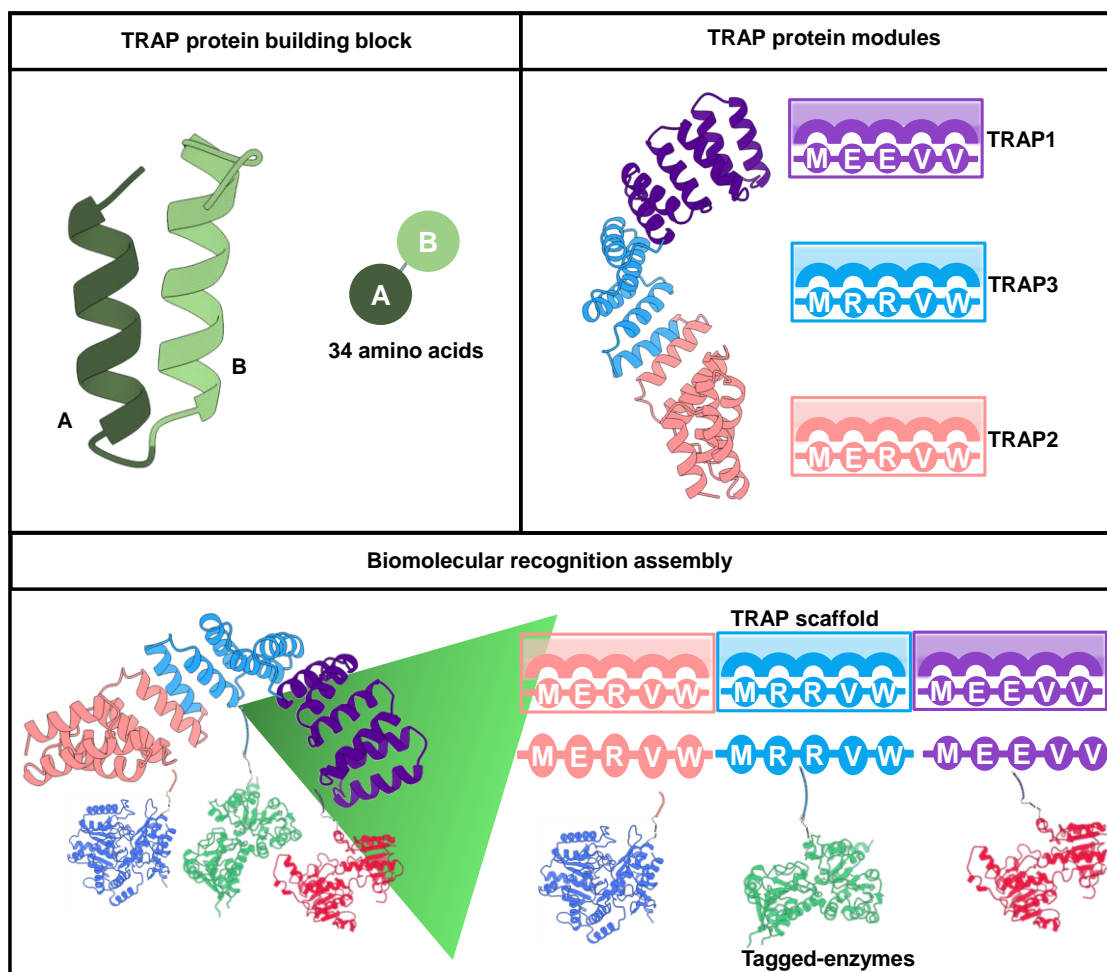 TRAP protein building block
TRAP protein modules
B
A
34 amino acids
A
B
M E E V V
TRAP1
M R R V W
TRAP3
M E R V W
TRAP2
Biomolecular recognition assembly
TRAP scaffold
M E R V W
M R R V W
M E E V V
M E R V W
M R R V W
M E E V V
Tagged-enzymes